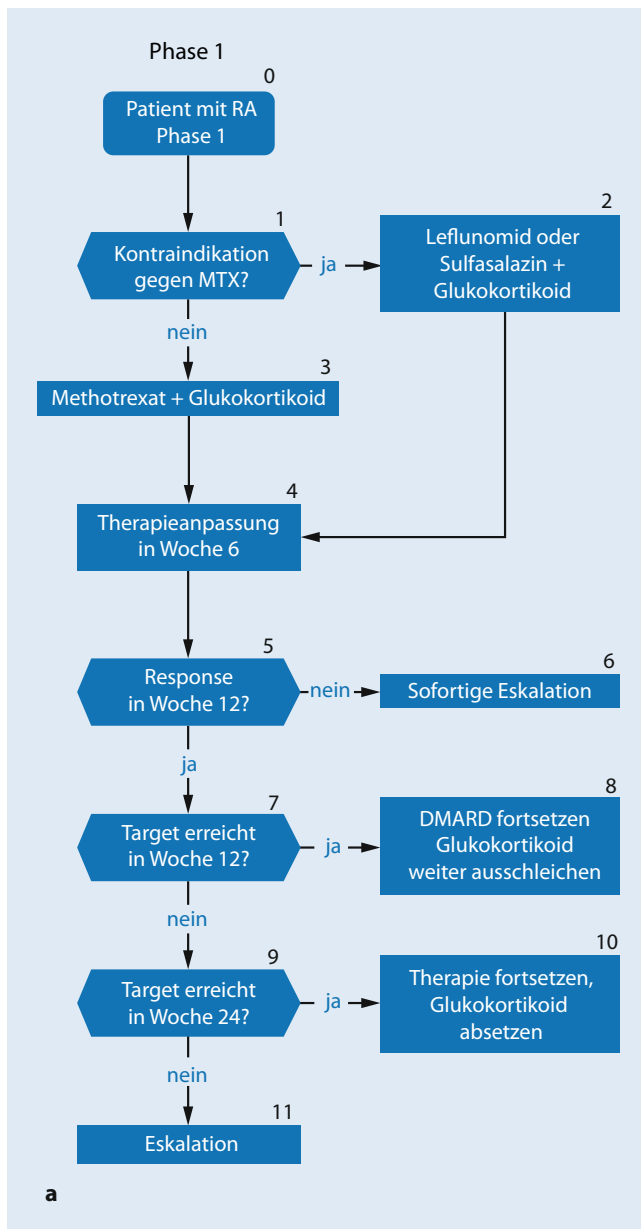 Phase 1
0
Patient mit RA
Phase 1
1
Kontraindikation
gegen MTX?
ja
2
Leflunomid oder
Sulfasalazin +
Glukokortikoid
nein
3
Methotrexat + Glukokortikoid
4
Therapieanpassung
in Woche 6
5
Response
in Woche 12?
nein
6
Sofortige Eskalation
ja
7
Target erreicht
in Woche 12?
ja
8
DMARD fortsetzen
Glukokortikoid
weiter ausschleichen
nein
9
Target erreicht
in Woche 24?
ja
10
Therapie fortsetzen,
Glukokortikoid
absetzen
nein
11
Eskalation
a